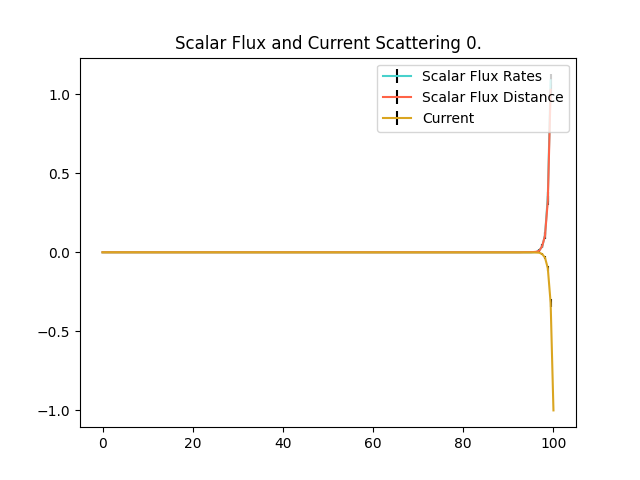 Scalar Flux and Current Scattering 0.
Scalar Flux Rates
Scalar Flux Distance
Current
1.0
0.5
0.0
−0.5
−1.0
0 20 40 60 80 100